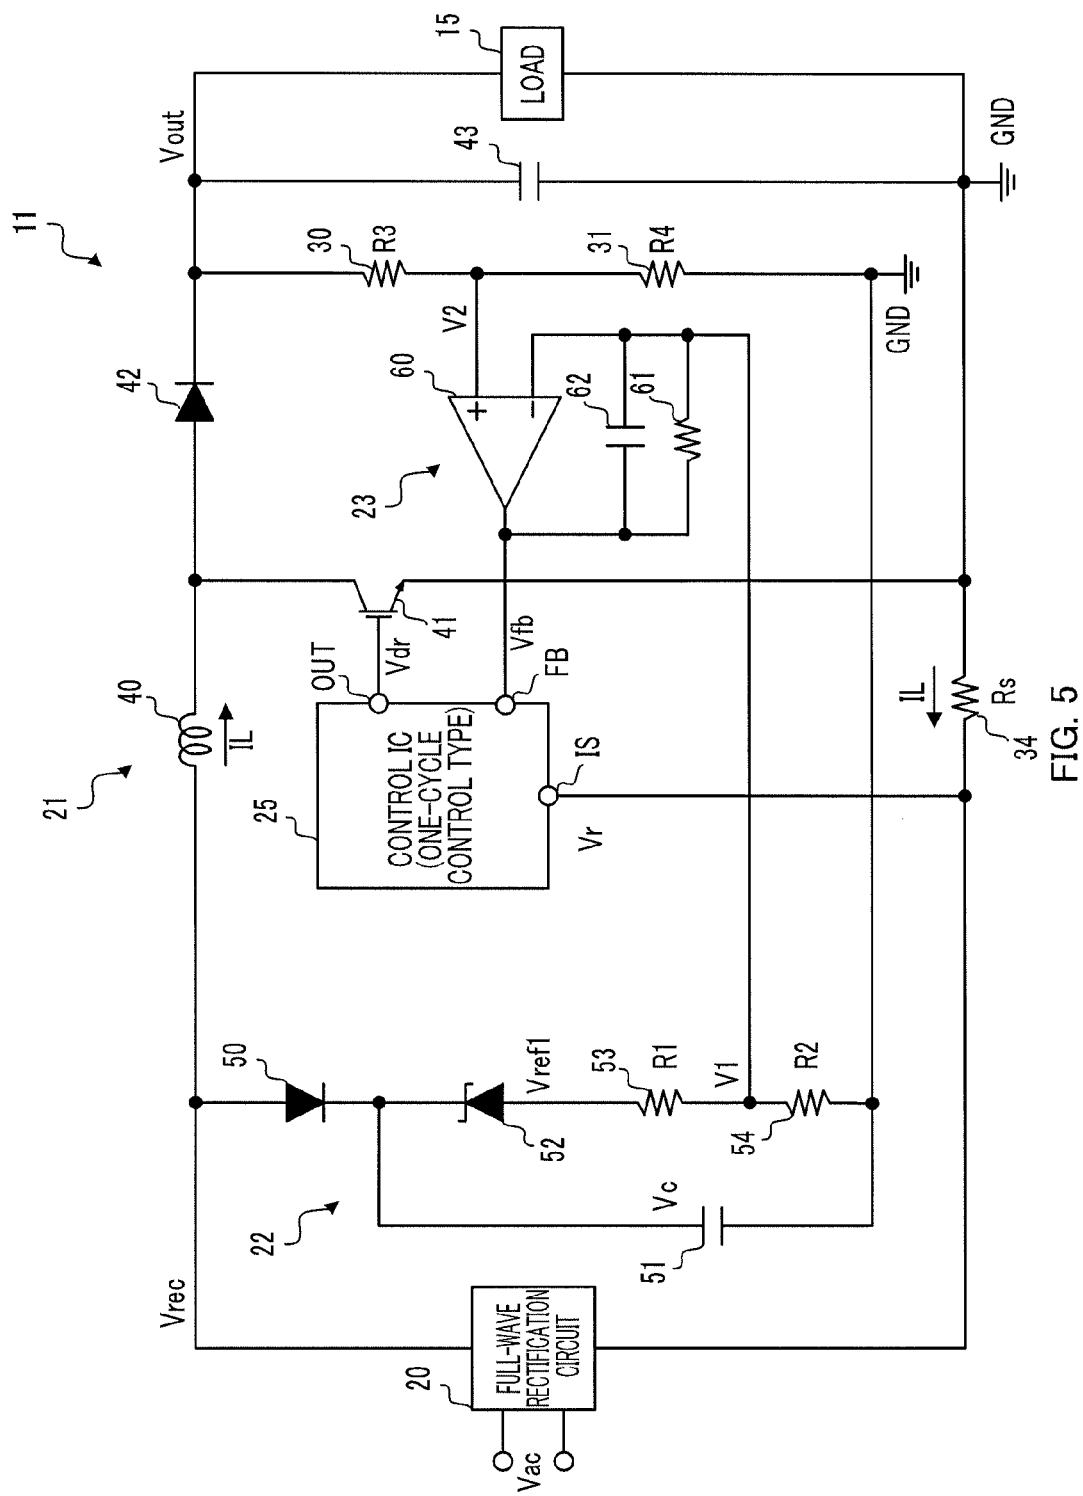 11
21
Vrec
40
IL
42
Vout
22
50
25
CONTROLIC
(ONE-CYCLE
CONTROL TYPE)
OUT
Vdr
41
Vfb
FB
IS
Vr
23
60
V2
30
R3
31
R4
43
15
LOAD
62
61
GND
GND
20
FULL-WAVE
RECTIFICATION
CIRCUIT
Vac
51
Vc
52
Vref1
53
R1
V1
54
R2
IL
34
Rs
FIG. 5